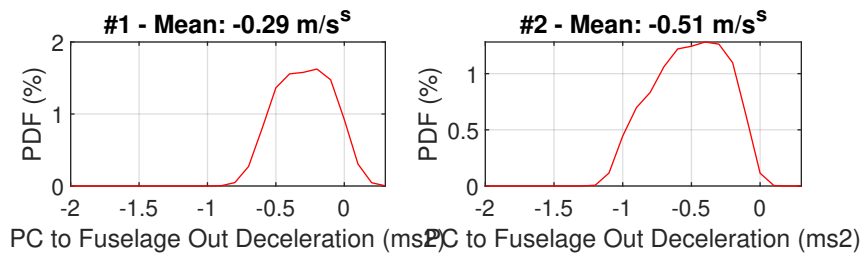 #1 - Mean: -0.29 m/s^s
2
1
0
PDF (%)
-2 -1.5 -1 -0.5 0
PC to Fuselage Out Deceleration (ms2)
#2 - Mean: -0.51 m/s^s
1
0.5
0
PDF (%)
-2 -1.5 -1 -0.5 0
PC to Fuselage Out Deceleration (ms2)